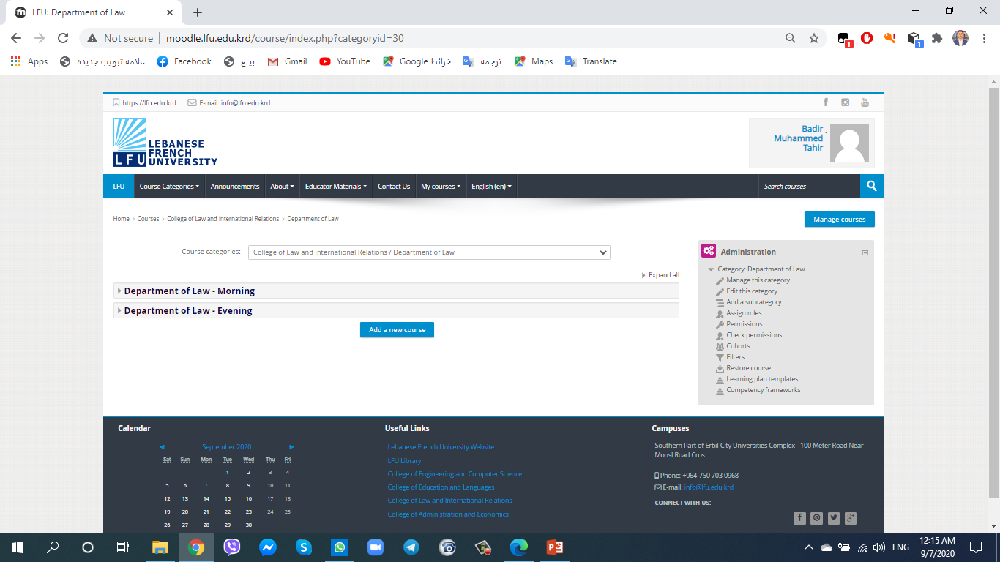 LFU: Department of Law
Not secure | moodle.lfu.edu.krd/course/index.php?categoryid=30
1
1
Apps علامة تبويب جديدة Facebook بيـع Gmail YouTube Google خرائط ترجمة Maps Translate
https://lfu.edu.krd E-mail: info@lfu.edu.krd
LEBANESE
FRENCH
LFU UNIVERSITY
Badir
Muhammed
Tahir
LFU Course Categories Announcements About Educator Materials Contact Us My courses English (en) Search courses
Home Courses College of Law and International Relations Department of Law
Manage courses
Course categories: College of Law and International Relations / Department of Law
Expand all
Department of Law - Morning
Department of Law - Evening
Add a new course
Administration
Category: Department of Law
Manage this category
Edit this category
Add a subcategory
Assign roles
Permissions
Check permissions
Cohorts
Filters
Restore course
Learning plan templates
Competency frameworks
Calendar
September 2020
Sat Sun Mon Tue Wed Thu Fri
1 2 3 4
5 6 7 8 9 10 11
12 13 14 15 16 17 18
19 20 21 22 23 24 25
26 27 28 29 30
Useful Links
Lebanese French University Website
LFU Library
College of Engineering and Computer Science
College of Education and Languages
College of Law and International Relations
College of Administration and Economics
Campuses
Southern Part of Erbil City Universities Complex - 100 Meter Road Near
Mousl Road Cros
Phone: +964-750 703 0968
E-mail: info@lfu.edu.krd
CONNECT WITH US:
ENG
12:15 AM
9/7/2020